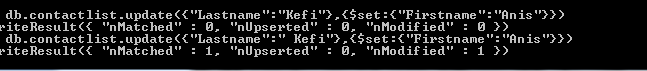 db.contactlist.update({"Lastname":"Kefi"},{$set:{"Firstname":"Anis"}})
riteResult({ "nMatched" : 0, "nUpserted" : 0, "nModified" : 0 })
db.contactlist.update({"Lastname":" Kefi"},{$set:{"Firstname":"Anis"}})
riteResult({ "nMatched" : 1, "nUpserted" : 0, "nModified" : 1 })